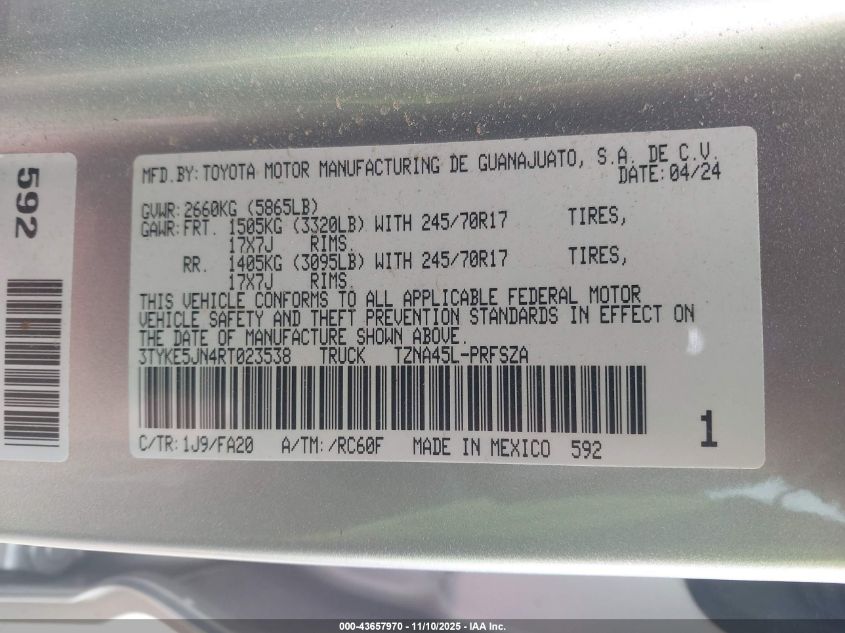 592
MFD.BY:TOYOTA MOTOR MANUFACTURING DE GUANAJUATO, S.A. DE C.V.
DATE:04/24
GVWR:2660KG (5865LB)
GAWR:FRT. 1505KG (3320LB) WITH 245/70R17 TIRES,
17X7J RIMS.
RR. 1405KG (3095LB) WITH 245/70R17 TIRES,
17X7J RIMS.
THIS VEHICLE CONFORMS TO ALL APPLICABLE FEDERAL MOTOR
VEHICLE SAFETY AND THEFT PREVENTION STANDARDS IN EFFECT ON
THE DATE OF MANUFACTURE SHOWN ABOVE.
3TYKE5JN4RT023538 TRUCK TZNA45L-PRFSZA
1
C/TR:1J9/FA20 A/TM:/RC60F MADE IN MEXICO 592
000-43657970 - 11/10/2025 - IAA Inc.